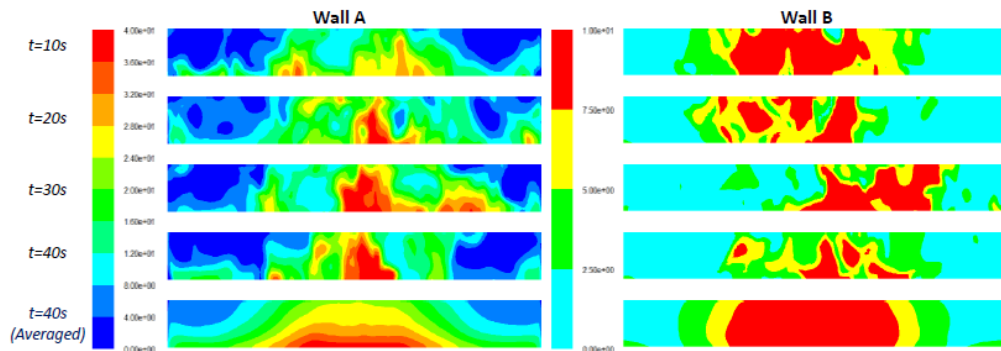 Wall A
Wall B
t=10s
t=20s
t=30s
t=40s
t=40s
(Averaged)
4.00e+01
3.60e+01
3.20e+01
2.80e+01
2.40e+01
2.00e+01
1.60e+01
1.20e+01
8.00e+00
4.00e+00
0.00e+00
1.00e+01
7.50e+00
5.00e+00
2.50e+00
0.00e+00